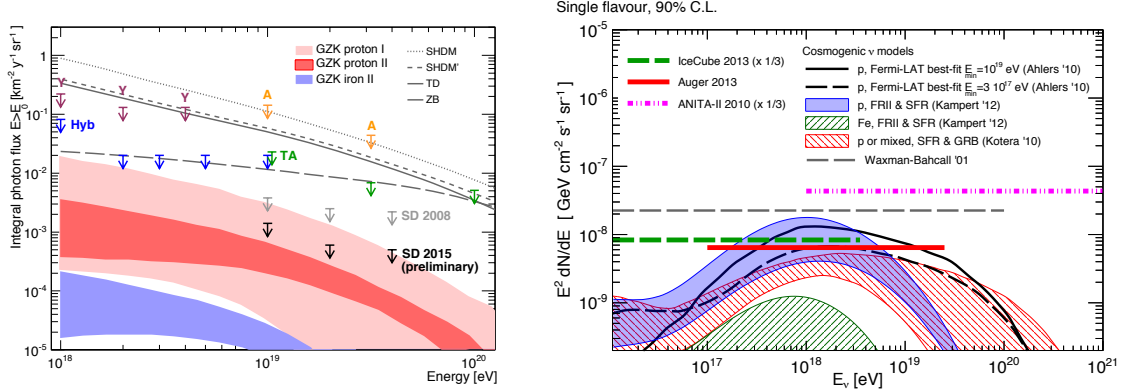 Integral photon flux E>E₀ [km⁻² y⁻¹ sr⁻¹]
1
10⁻¹
10⁻²
10⁻³
10⁻⁴
10⁻⁵
GZK proton I
GZK proton II
GZK iron II
SHDM
SHDM'
TD
ZB
Y
Y
Y
A
A
Hyb
TA
SD 2008
SD 2015
(preliminary)
10¹⁸
10¹⁹
10²⁰
Energy [eV]
Single flavour, 90% C.L.
E² dN/dE [ GeV cm⁻² s⁻¹ sr⁻¹ ]
10⁻⁵
10⁻⁶
10⁻⁷
10⁻⁸
10⁻⁹
IceCube 2013 (x 1/3)
Auger 2013
ANITA-II 2010 (x 1/3)
Cosmogenic ν models
p, Fermi-LAT best-fit E_min=10¹⁹ eV (Ahlers '10)
p, Fermi-LAT best-fit E_min=3 10¹⁷ eV (Ahlers '10)
p, FRII & SFR (Kampert '12)
Fe, FRII & SFR (Kampert '12)
p or mixed, SFR & GRB (Kotera '10)
Waxman-Bahcall '01
10¹⁷
10¹⁸
10¹⁹
10²⁰
10²¹
E_ν [eV]